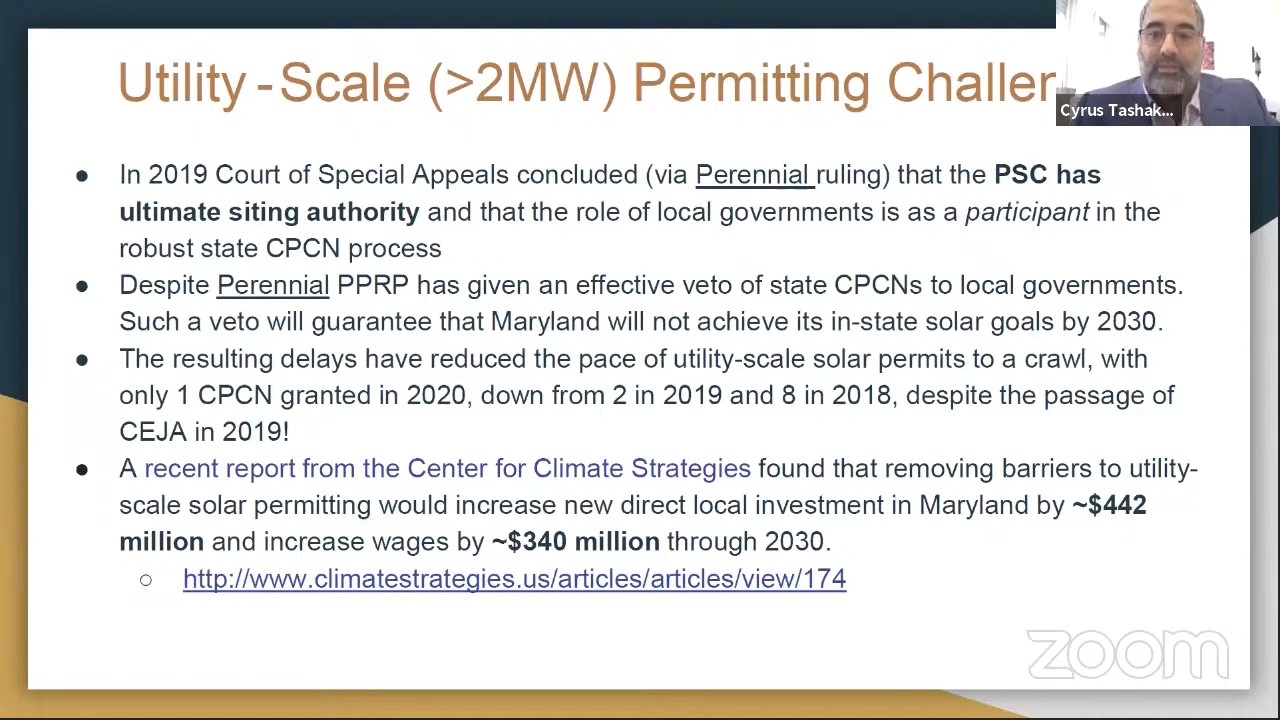 Utility-Scale (>2MW) Permitting Challen
Cyrus Tashak...
● In 2019 Court of Special Appeals concluded (via Perennial ruling) that the PSC has
ultimate siting authority and that the role of local governments is as a participant in the
robust state CPCN process
● Despite Perennial PPRP has given an effective veto of state CPCNs to local governments.
Such a veto will guarantee that Maryland will not achieve its in-state solar goals by 2030.
● The resulting delays have reduced the pace of utility-scale solar permits to a crawl, with
only 1 CPCN granted in 2020, down from 2 in 2019 and 8 in 2018, despite the passage of
CEJA in 2019!
● A recent report from the Center for Climate Strategies found that removing barriers to utility-
scale solar permitting would increase new direct local investment in Maryland by ~$442
million and increase wages by ~$340 million through 2030.
○ http://www.climatestrategies.us/articles/articles/view/174
zoom